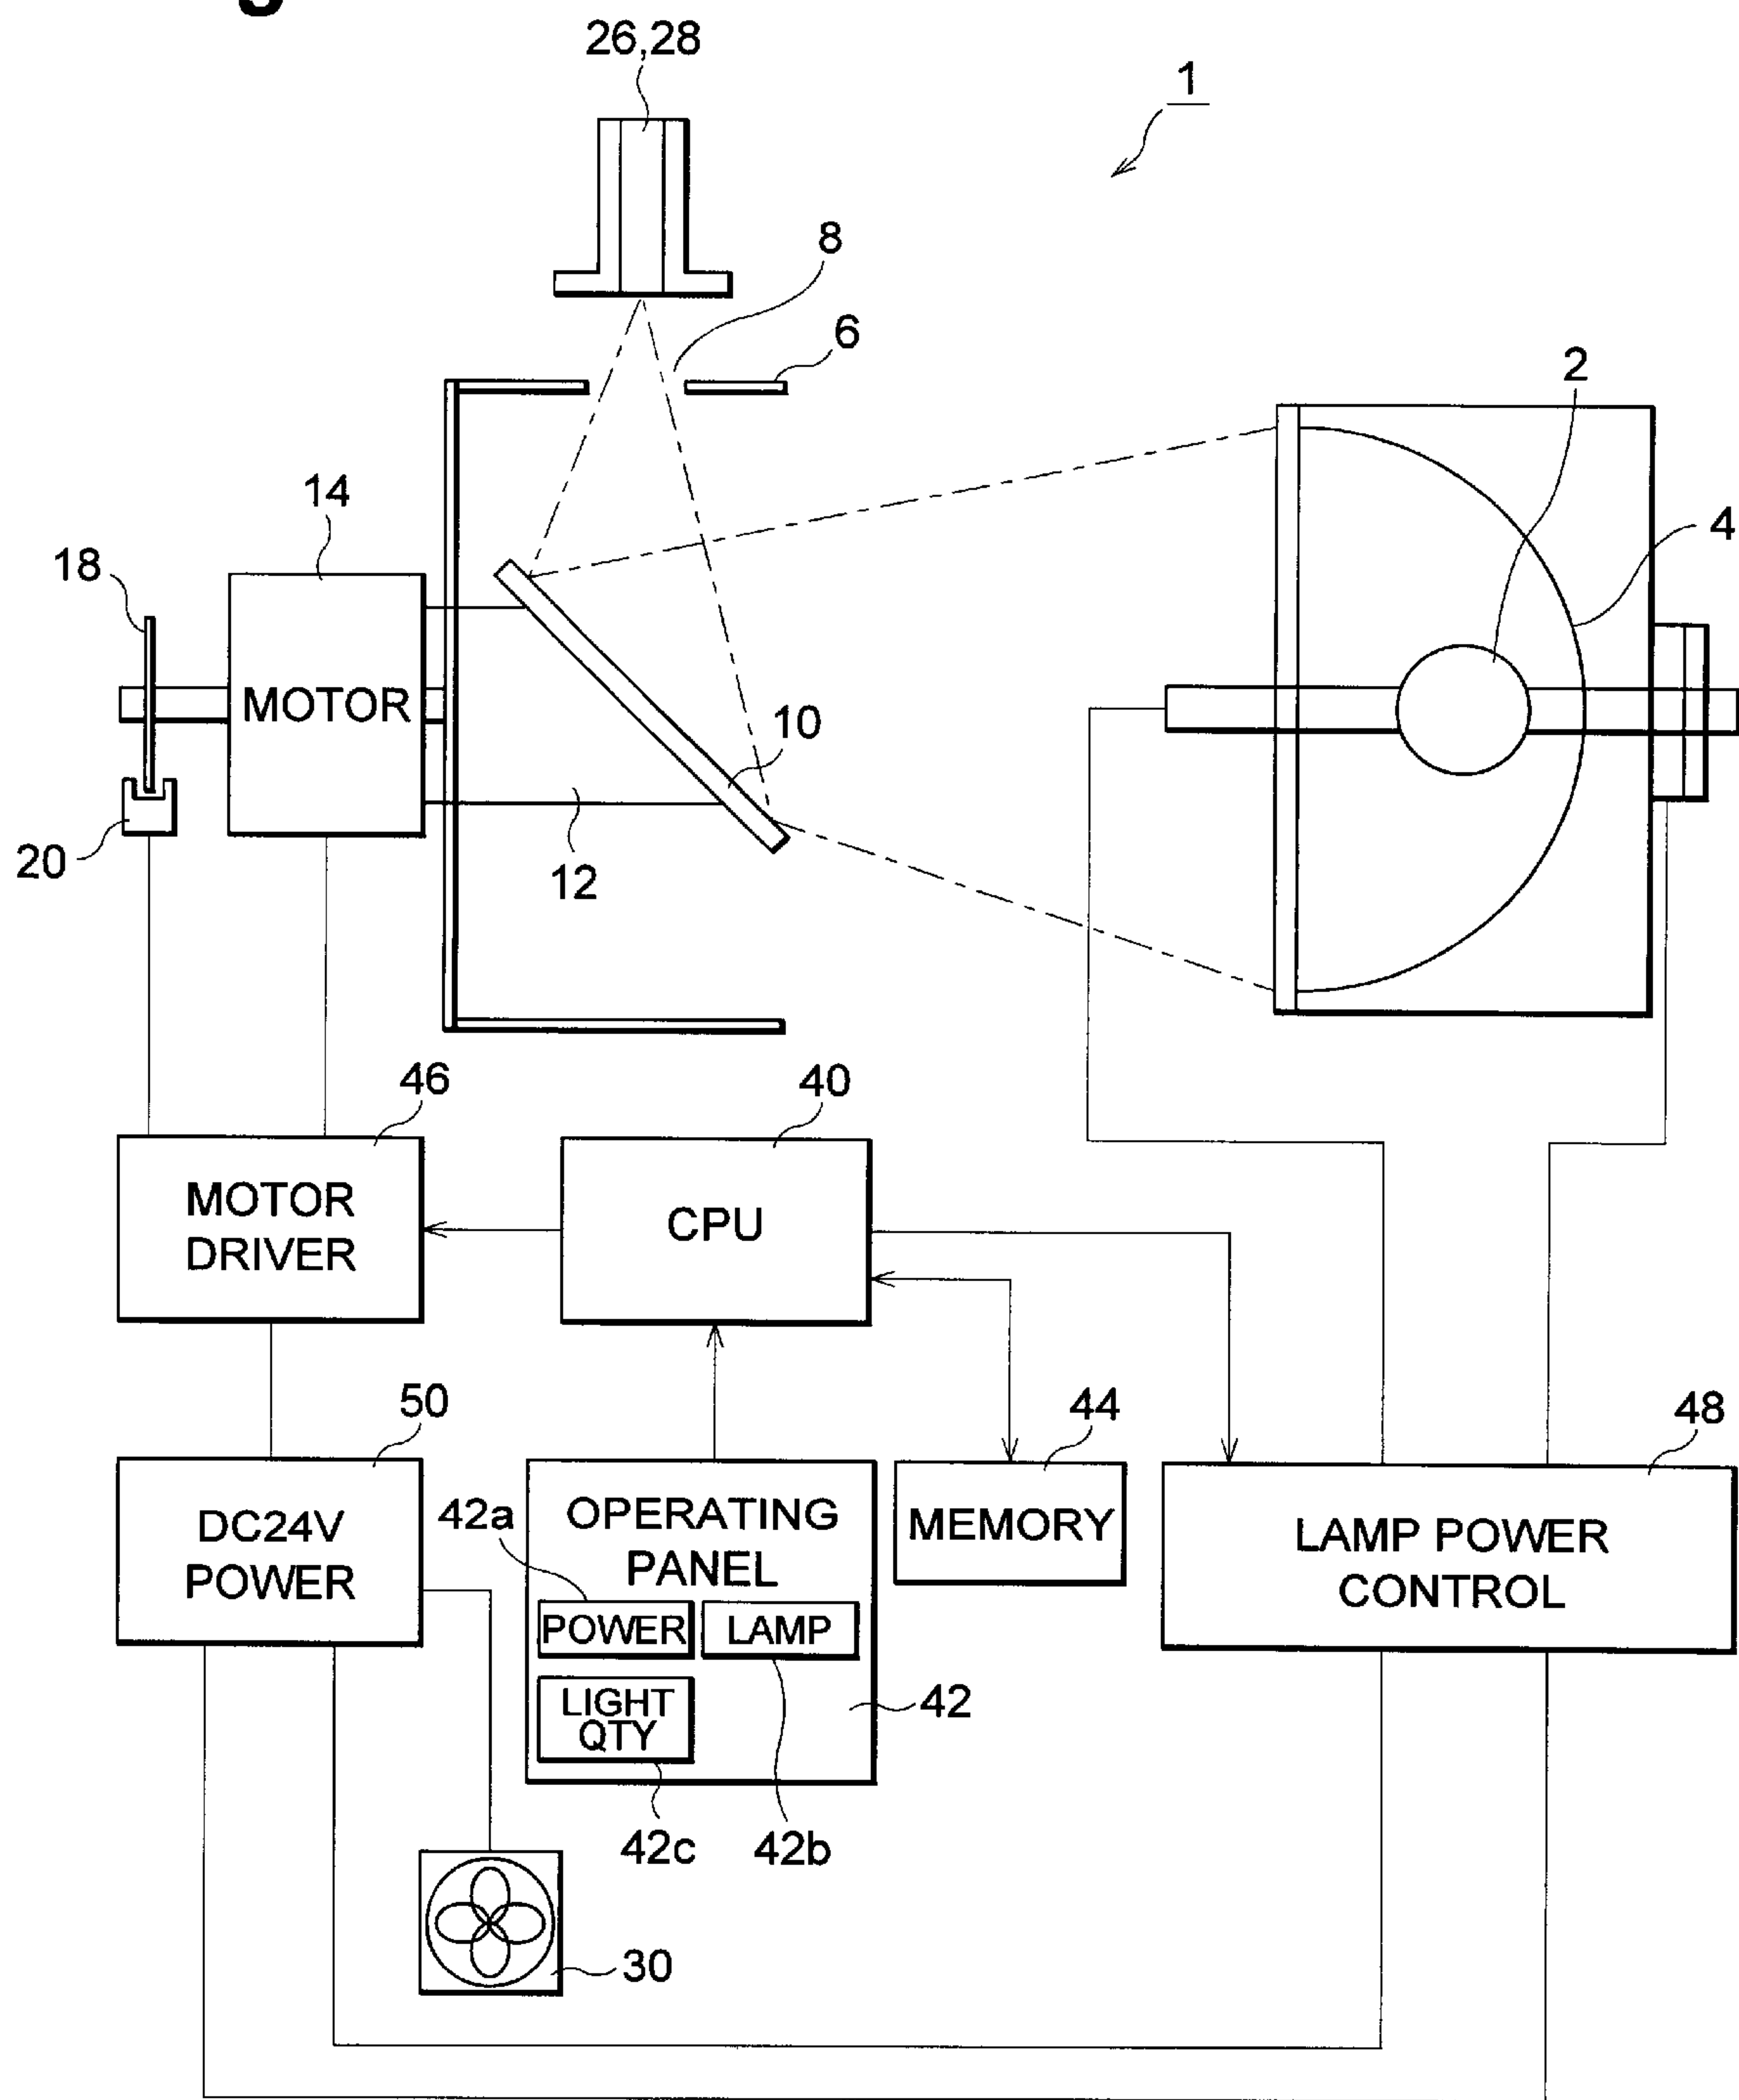 26,28
1
8
6
2
14
4
18
MOTOR
10
20
12
46
40
MOTOR
DRIVER
CPU
50
44
48
DC24V
POWER
42a
OPERATING
PANEL
MEMORY
LAMP POWER
CONTROL
POWER
LAMP
LIGHT
QTY
42
42c
42b
30